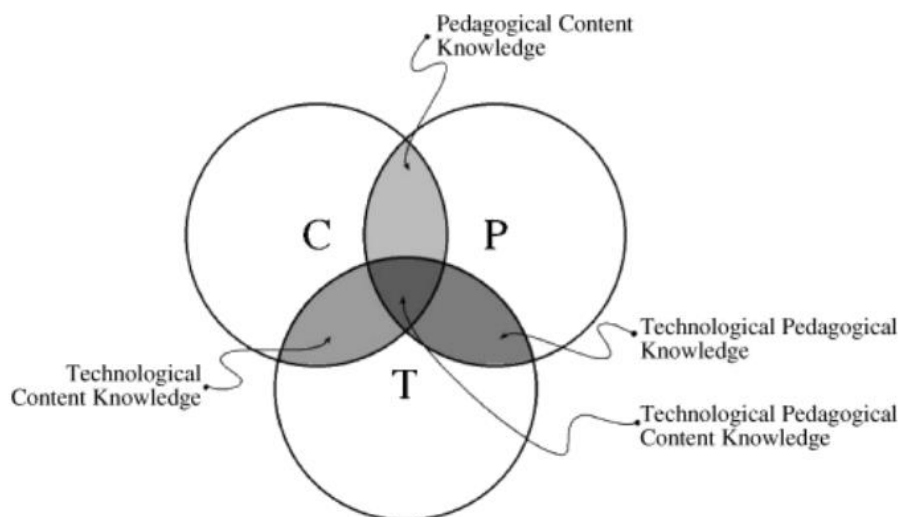 Pedagogical Content
Knowledge
C
P
Technological Pedagogical
Knowledge
Technological
Content Knowledge
T
Technological Pedagogical
Content Knowledge